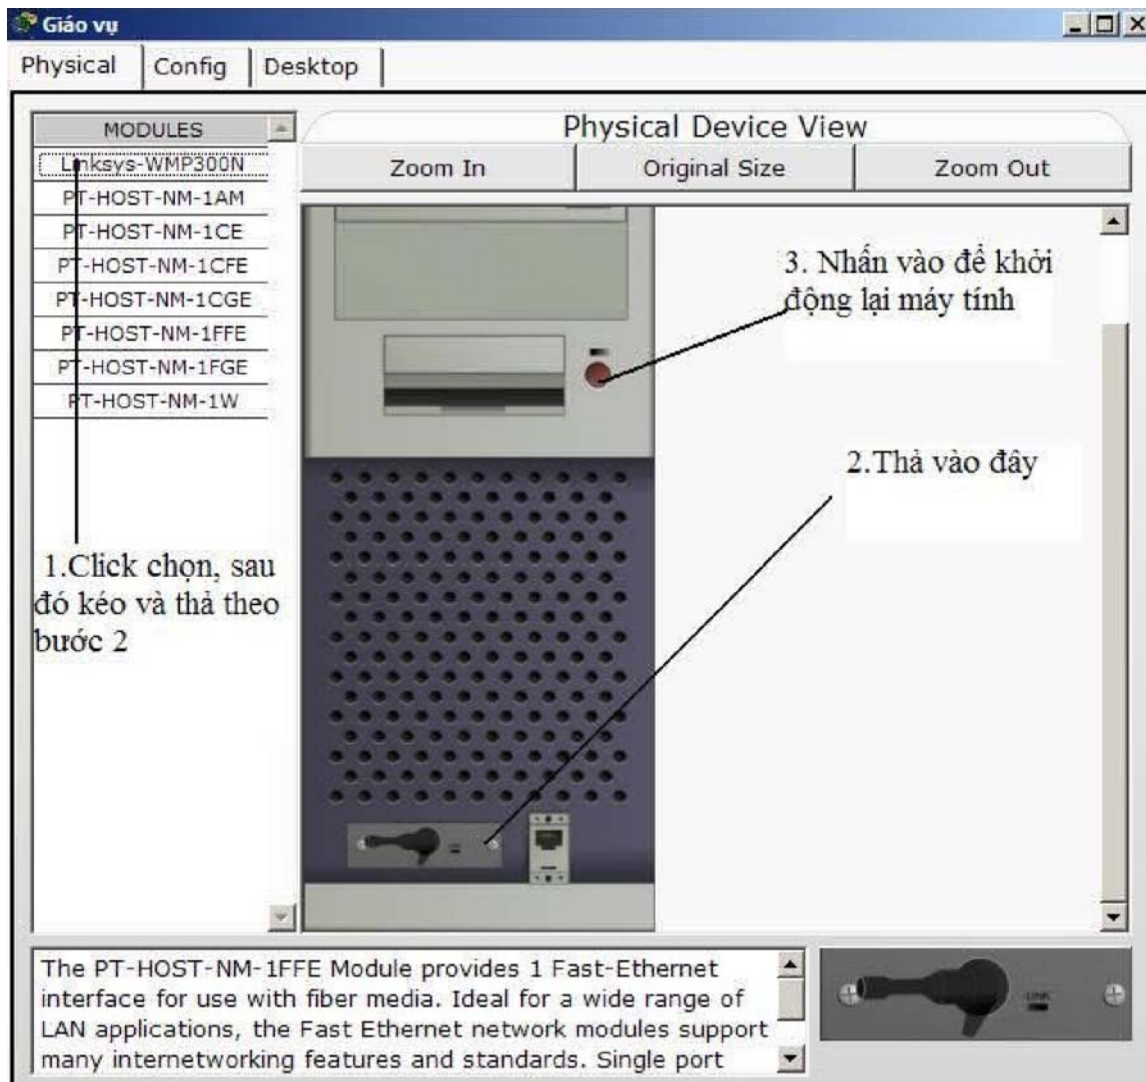 Giáo vụ
Physical
Config
Desktop
MODULES
Linksys-WMP300N
PT-HOST-NM-1AM
PT-HOST-NM-1CE
PT-HOST-NM-1CFE
PT-HOST-NM-1CGE
PT-HOST-NM-1FFE
PT-HOST-NM-1FGE
PT-HOST-NM-1W
1.Click chọn, sau
đó kéo và thả theo
bước 2
Physical Device View
Zoom In
Original Size
Zoom Out
3. Nhấn vào để khởi
động lại máy tính
2.Thả vào đây
The PT-HOST-NM-1FFE Module provides 1 Fast-Ethernet
interface for use with fiber media. Ideal for a wide range of
LAN applications, the Fast Ethernet network modules support
many internetworking features and standards. Single port
LINK